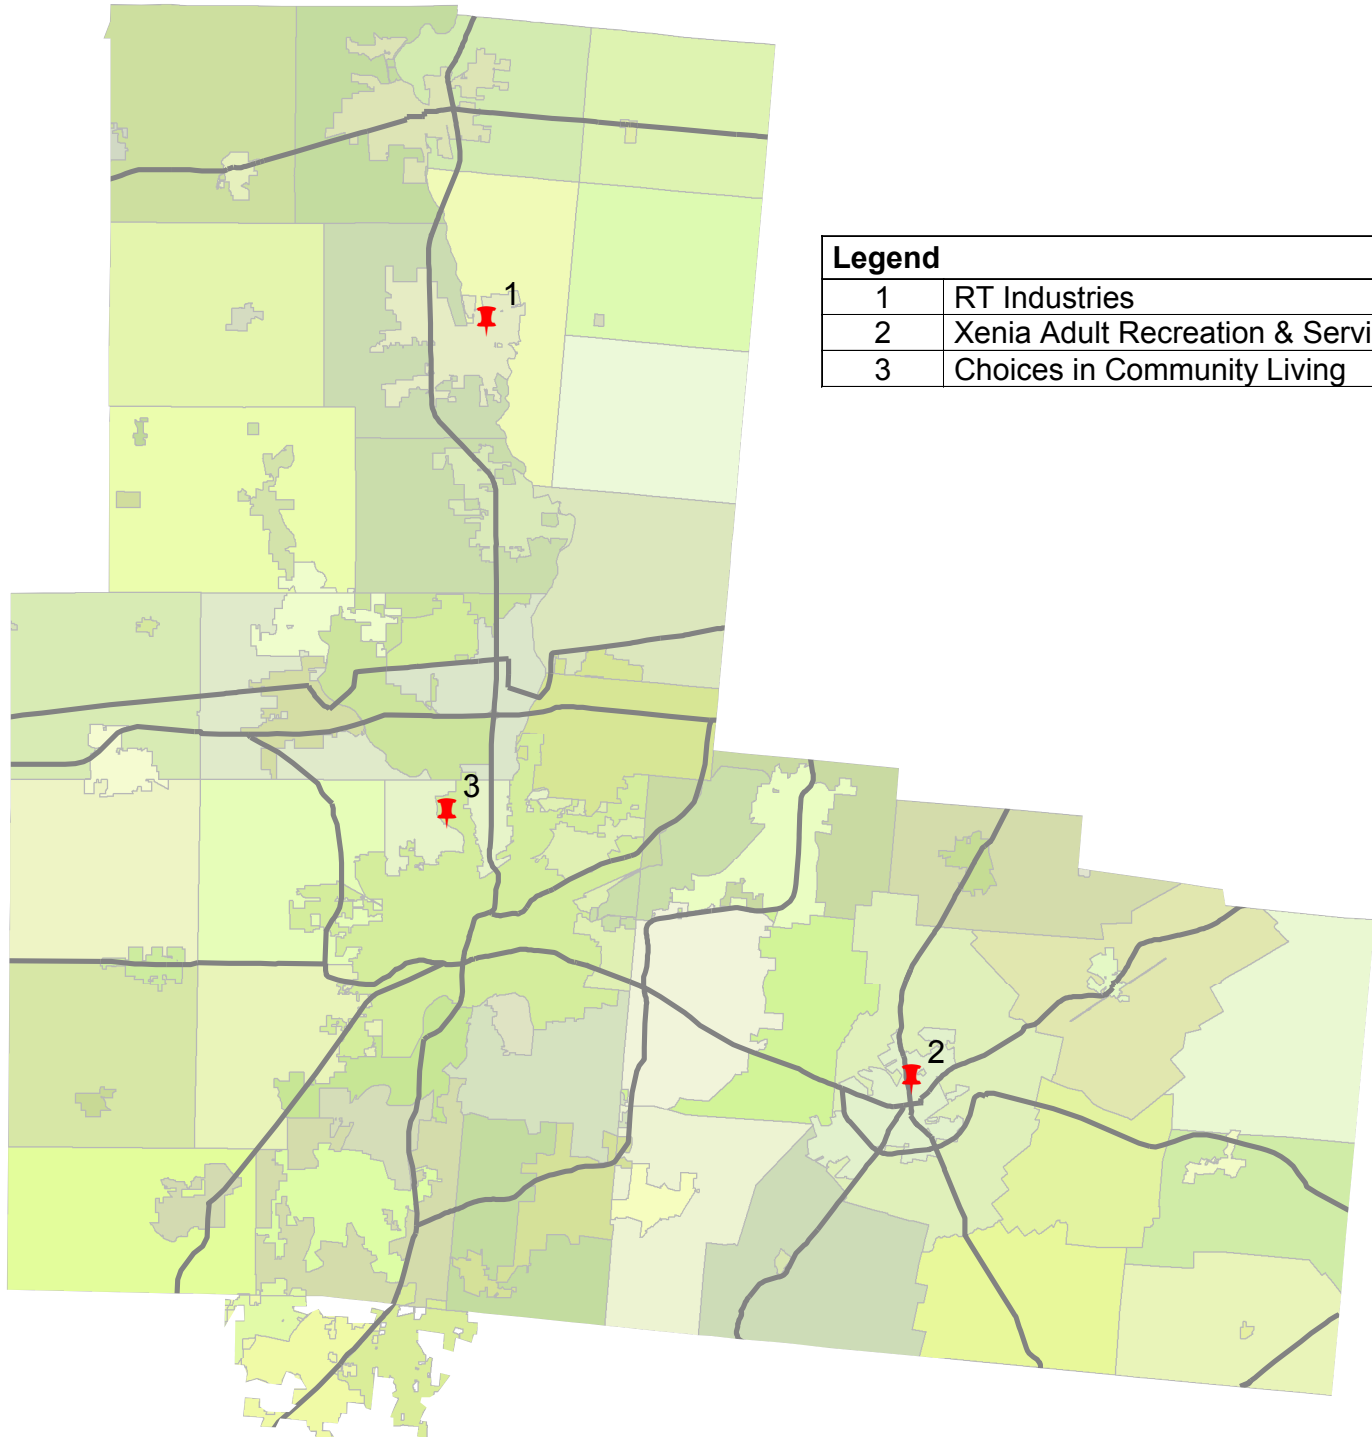 1
Legend
1 RT Industries
2 Xenia Adult Recreation & Servi
3 Choices in Community Living
3
2